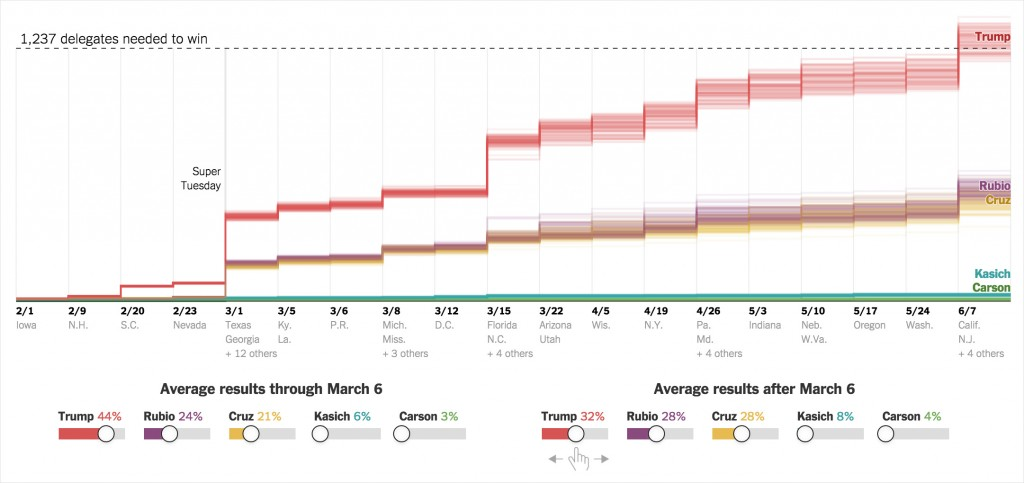 1,237 delegates needed to win
Trump
Super
Tuesday
Rubio
Cruz
Kasich
Carson
2/1 2/9 2/20 2/23 3/1 3/5 3/6 3/8 3/12 3/15 3/22 4/5 4/19 4/26 5/3 5/10 5/17 5/24 6/7
Iowa N.H. S.C. Nevada Texas Ky. P.R. Mich. D.C. Florida Arizona Wis. N.Y. Pa. Indiana Neb. Oregon Wash. Calif.
Georgia La. Miss. N.C. Utah Md. W.Va. N.J.
+ 12 others + 3 others + 4 others + 4 others + 4 others
Average results through March 6
Trump 44% Rubio 24% Cruz 21% Kasich 6% Carson 3%
Average results after March 6
Trump 32% Rubio 28% Cruz 28% Kasich 8% Carson 4%